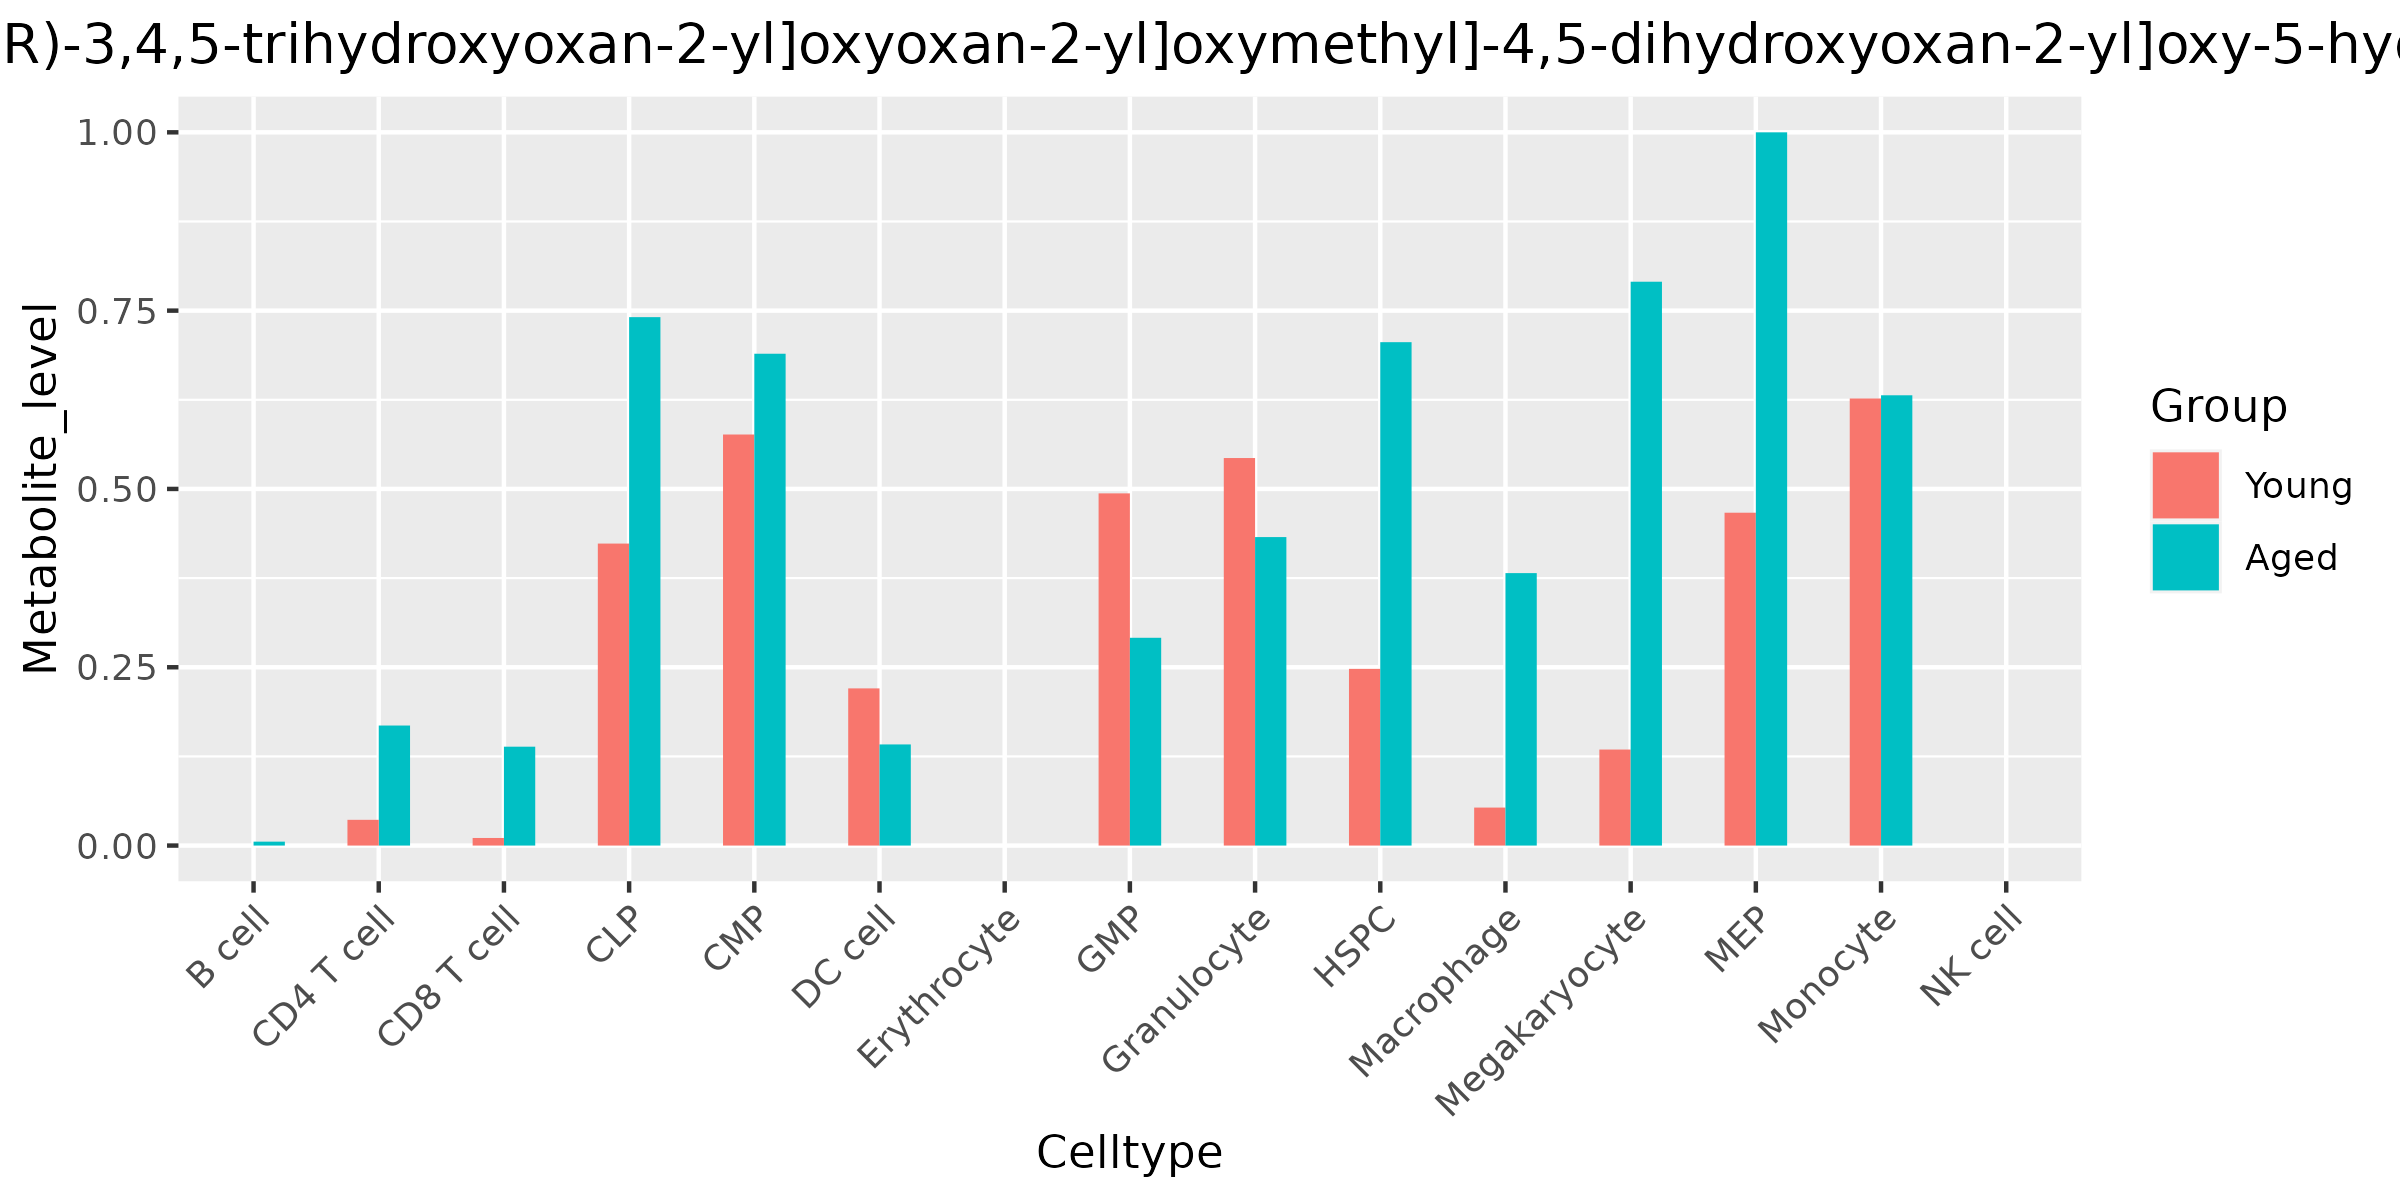 R)-3,4,5-trihydroxyoxan-2-yl]oxyoxan-2-yl]oxymethyl]-4,5-dihydroxyoxan-2-yl]oxy-5-hyd
Metabolite_level
1.00
0.75
0.50
0.25
0.00
B cell
CD4 T cell
CD8 T cell
CLP
CMP
DC cell
Erythrocyte
GMP
Granulocyte
HSPC
Macrophage
Megakaryocyte
MEP
Monocyte
NK cell
Celltype
Group
Young
Aged